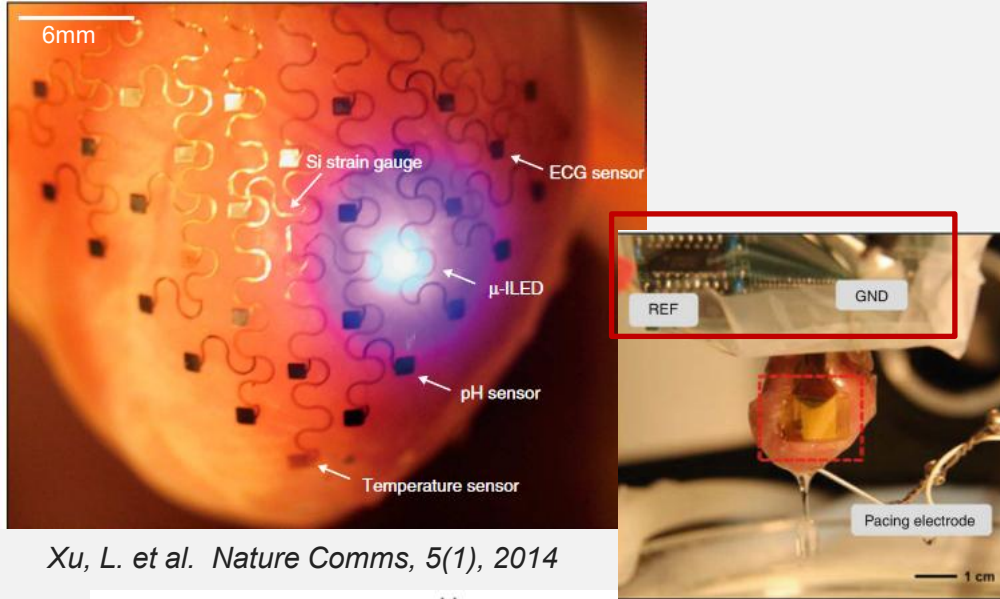 6mm
Si strain gauge
ECG sensor
μ-ILED
pH sensor
Temperature sensor
REF
GND
Pacing electrode
1 cm
Xu, L. et al. Nature Comms, 5(1), 2014